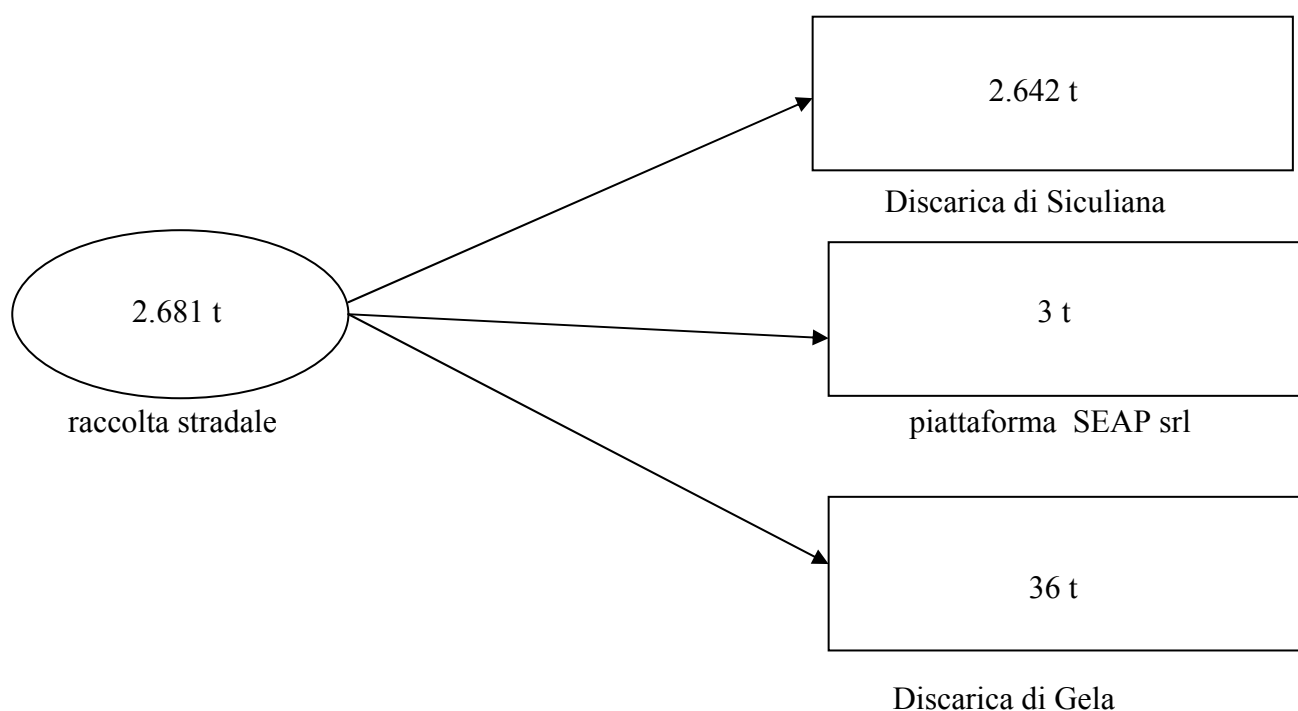 2.642 t
Discarica di Siculiana
2.681 t
raccolta stradale
3 t
piattaforma SEAP srl
36 t
Discarica di Gela